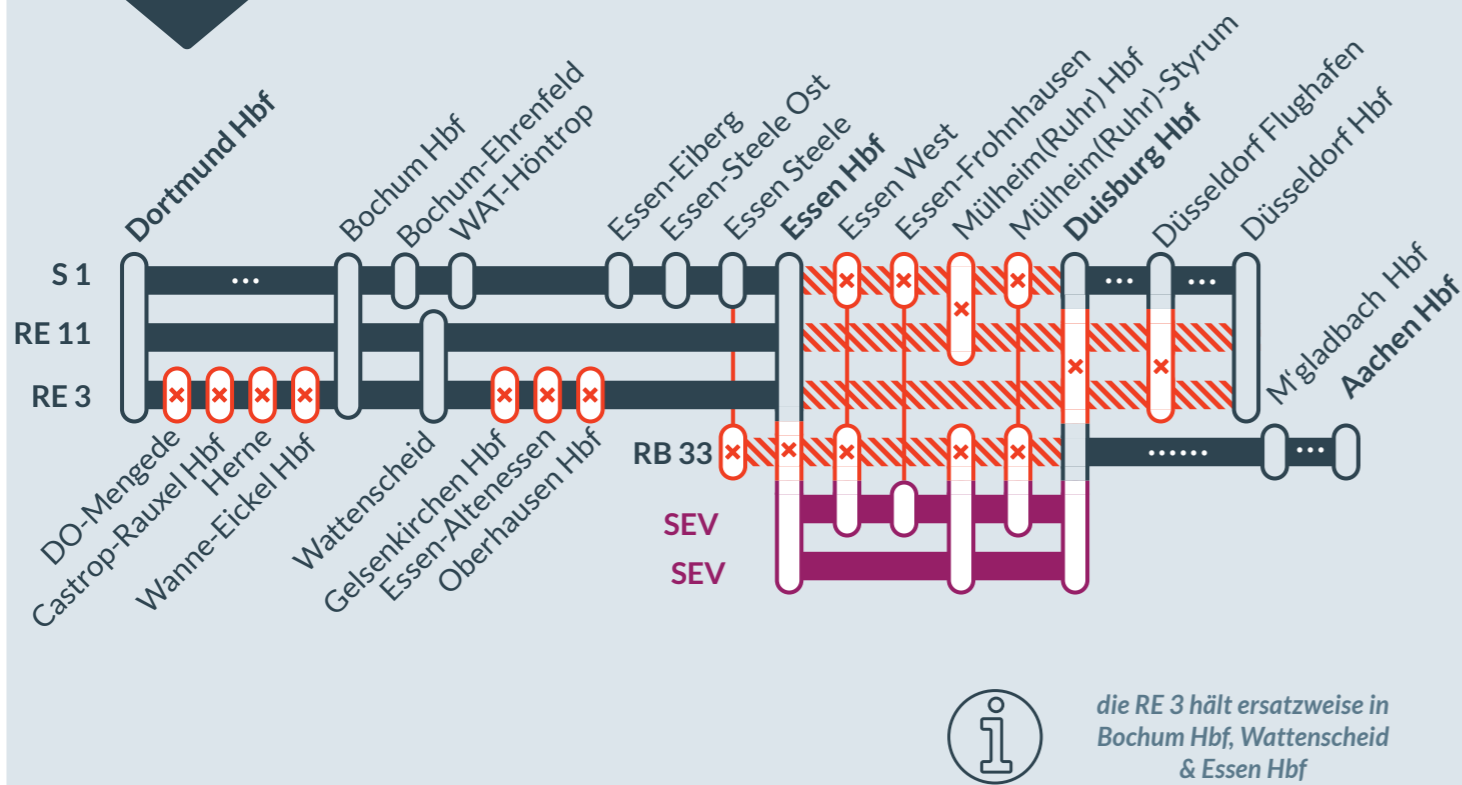 Dortmund Hbf
Bochum Hbf
Bochum-Ehrenfeld
WAT-Höntrop
Essen-Eiberg
Essen-Steele Ost
Essen Steele
Essen Hbf
Essen West
Essen-Frohnhausen
Mülheim(Ruhr) Hbf
Mülheim(Ruhr)-Styrum
Duisburg Hbf
Düsseldorf Flughafen
Düsseldorf Hbf
M'gladbach Hbf
Aachen Hbf
S 1
...
... ...
RE 11
RE 3
DO-Mengede
Castrop-Rauxel Hbf
Herne
Wanne-Eickel Hbf
Wattenscheid
Gelsenkirchen Hbf
Essen-Altenessen
Oberhausen Hbf
RB 33
...... ...
SEV
SEV
i
die RE 3 hält ersatzweise in
Bochum Hbf, Wattenscheid
& Essen Hbf